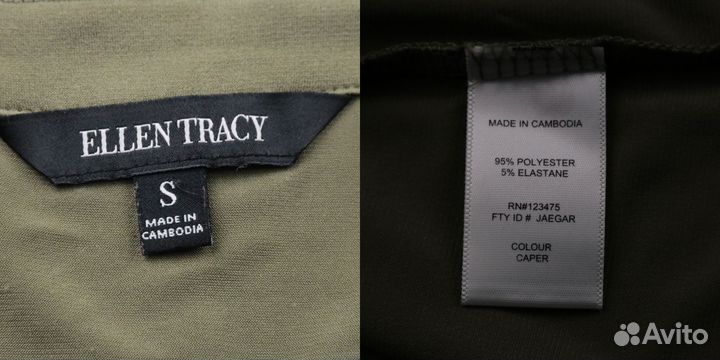 ELLEN TRACY
S
MADE IN
CAMBODIA
MADE IN CAMBODIA
95% POLYESTER
5% ELASTANE
RN#123475
FTY ID # JAEGAR
COLOUR
CAPER
Avito